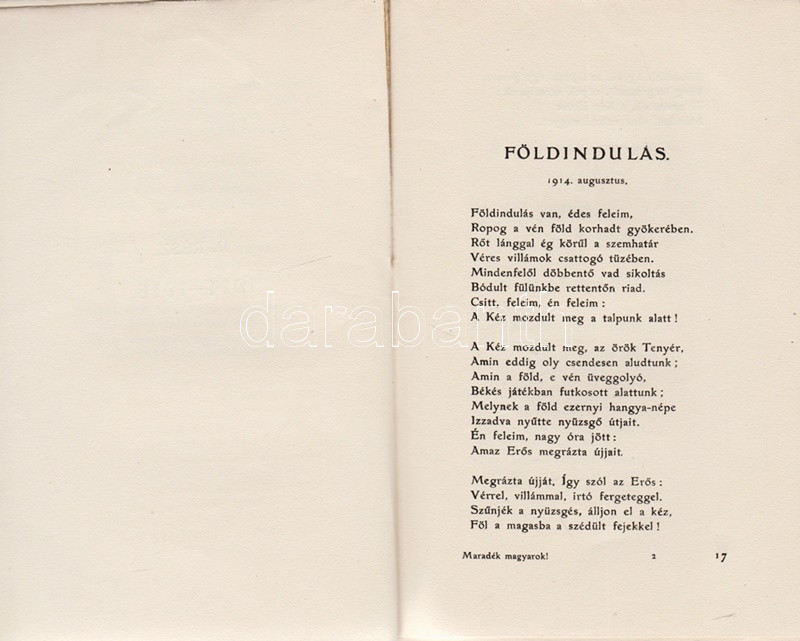 FÖLDINDULÁS.
1914. augusztus.
Földindulás van, édes feleim,
Ropog a vén föld korhadt gyökerében.
Rőt lánggal ég körűl a szemhatár
Véres villámok csattogó tüzében.
Mindenfelől döbbentő vad sikoltás
Bódult fülünkbe rettentőn riad.
Csitt, feleim, én feleim :
A Kéz mozdult meg a talpunk alatt !
A Kéz mozdult meg, az örök Tenyér,
Amin eddig oly csendesen aludtunk ;
Amin a föld, e vén üveggolyó,
Békés játékban futkosott alattunk ;
Melynek a föld ezernyi hangya-népe
Izzadva nyűtte nyüzsgő útjait.
Én feleim, nagy óra jött :
Amaz Erős megrázta újjait.
Megrázta újját. Így szól az Erős :
Vérrel, villámmal, irtó fergeteggel.
Szűnjék a nyüzsgés, álljon el a kéz,
Föl a magasba a szédült fejekkel !
Maradék magyarok! 2 17
darabanth